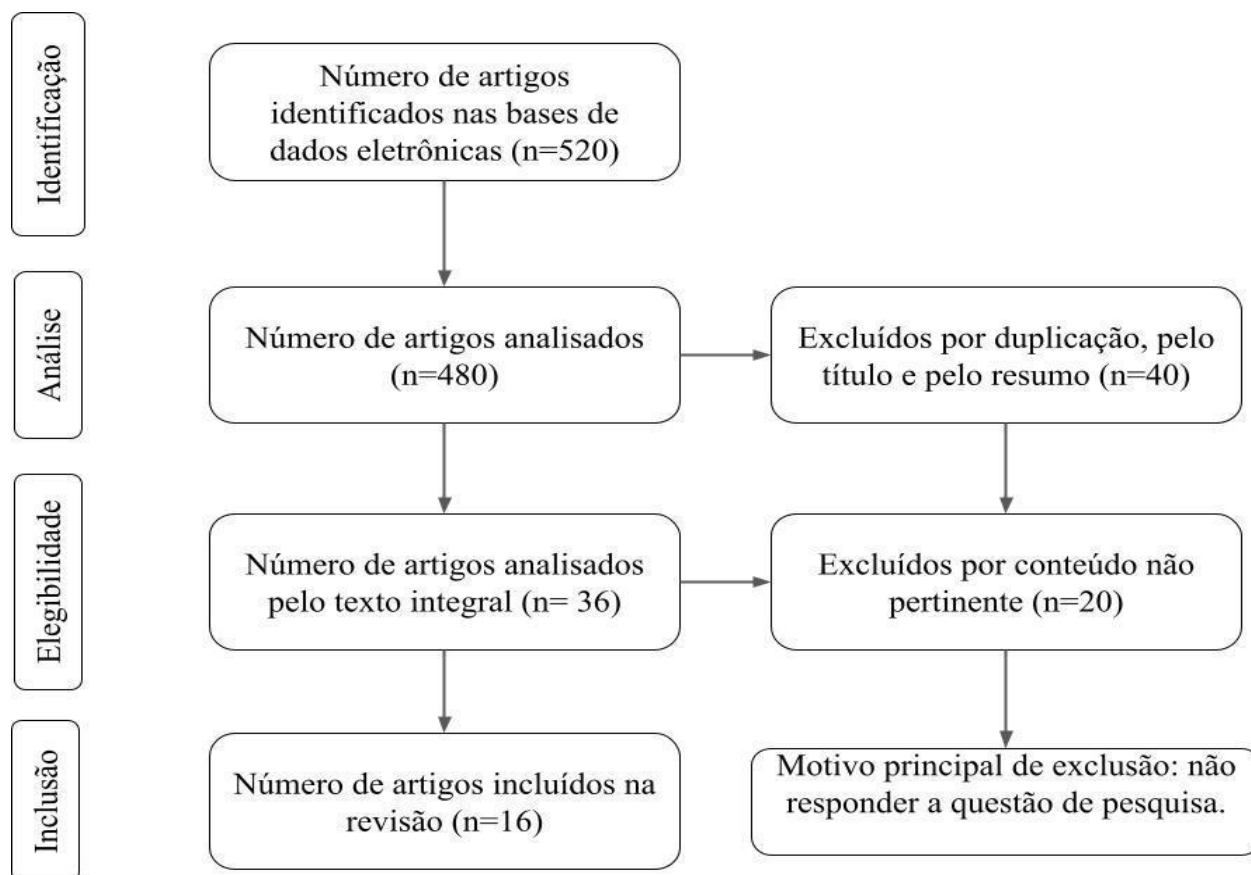 Identificação
Número de artigos
identificados nas bases de
dados eletrônicas (n=520)
Análise
Número de artigos analisados
(n=480)
Excluídos por duplicação, pelo
título e pelo resumo (n=40)
Elegibilidade
Número de artigos analisados
pelo texto integral (n= 36)
Excluídos por conteúdo não
pertinente (n=20)
Inclusão
Número de artigos incluídos na
revisão (n=16)
Motivo principal de exclusão: não
responder a questão de pesquisa.